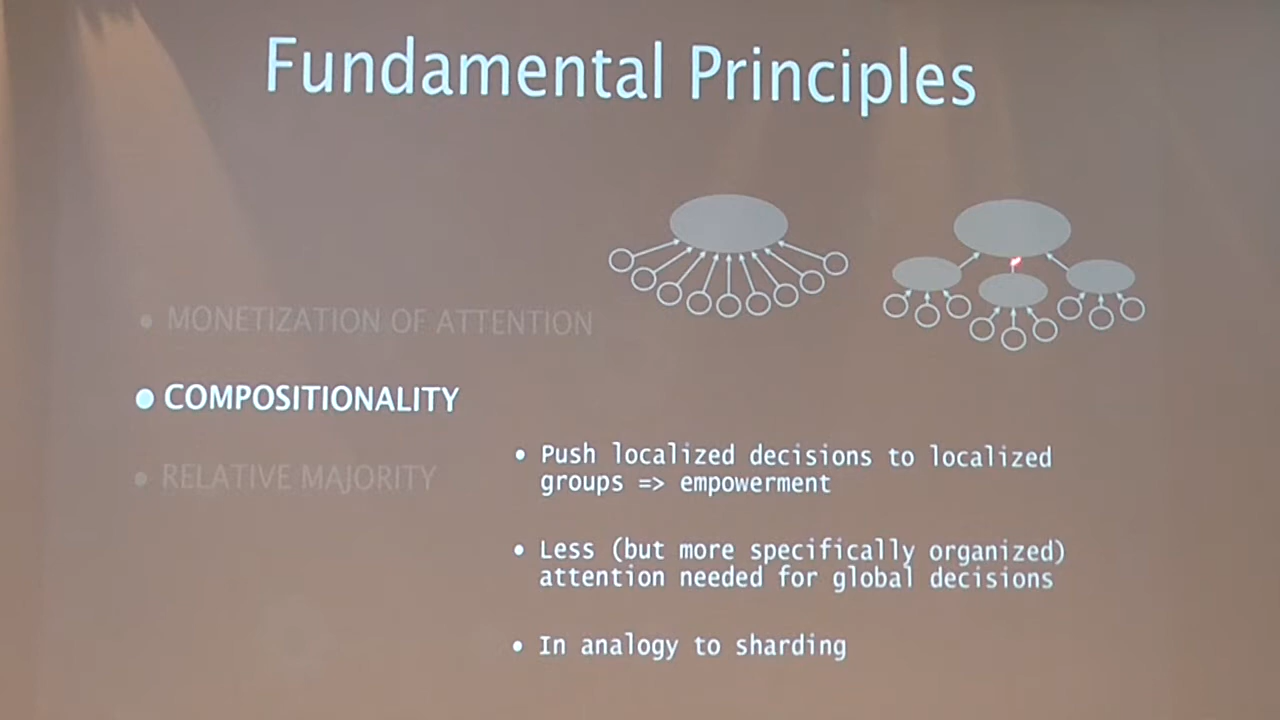 Fundamental Principles
• MONETIZATION OF ATTENTION
• COMPOSITIONALITY
• RELATIVE MAJORITY
• Push localized decisions to localized
groups => empowerment
• Less (but more specifically organized)
attention needed for global decisions
• In analogy to sharding